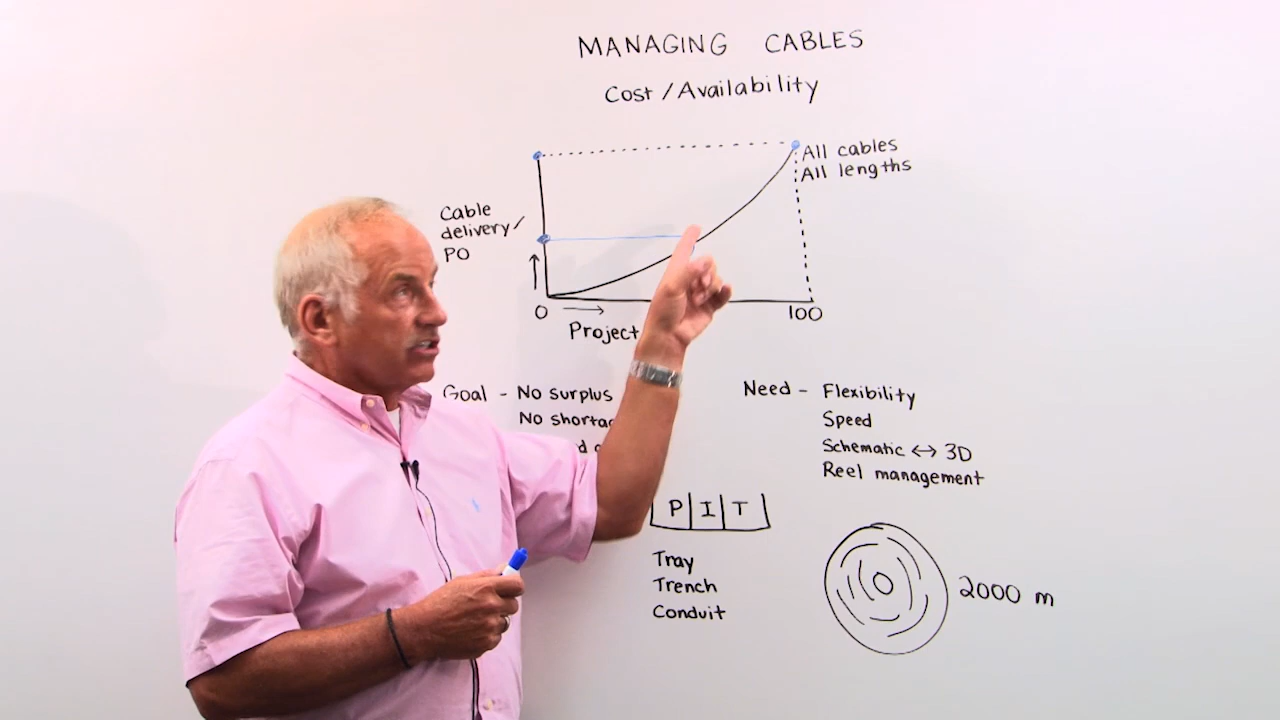 MANAGING CABLES
Cost / Availability
All cables
All lengths
Cable
delivery/
PO
0
100
Project
Goal - No surplus
No
Need - Flexibility
Speed
Schematic ↔ 3D
Reel management
P I T
Tray
Trench
Conduit
2000 m